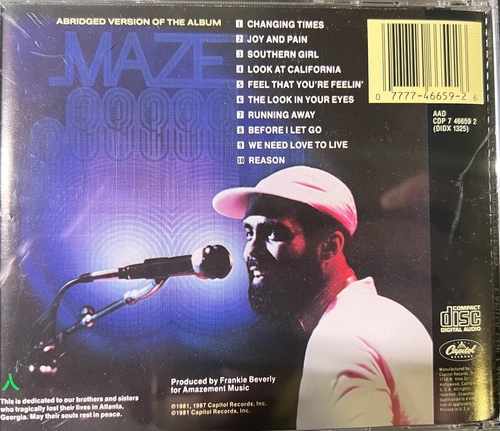 ABRIDGED VERSION OF THE ALBUM
MAZE
1 CHANGING TIMES
2 JOY AND PAIN
3 SOUTHERN GIRL
4 LOOK AT CALIFORNIA
5 FEEL THAT YOU'RE FEELIN'
6 THE LOOK IN YOUR EYES
7 RUNNING AWAY
8 BEFORE I LET GO
9 WE NEED LOVE TO LIVE
10 REASON
0 7777-46659-2 6
AAD
CDP 7 46659 2
(DIDX 1325)
COMPACT
disc
DIGITAL AUDIO
Capitol
Produced by Frankie Beverly
for Amazement Music
℗1981, 1987 Capitol Records, Inc.
©1981 Capitol Records, Inc.
This is dedicated to our brothers and sisters
who tragically lost their lives in Atlanta,
Georgia. May their souls rest in peace.